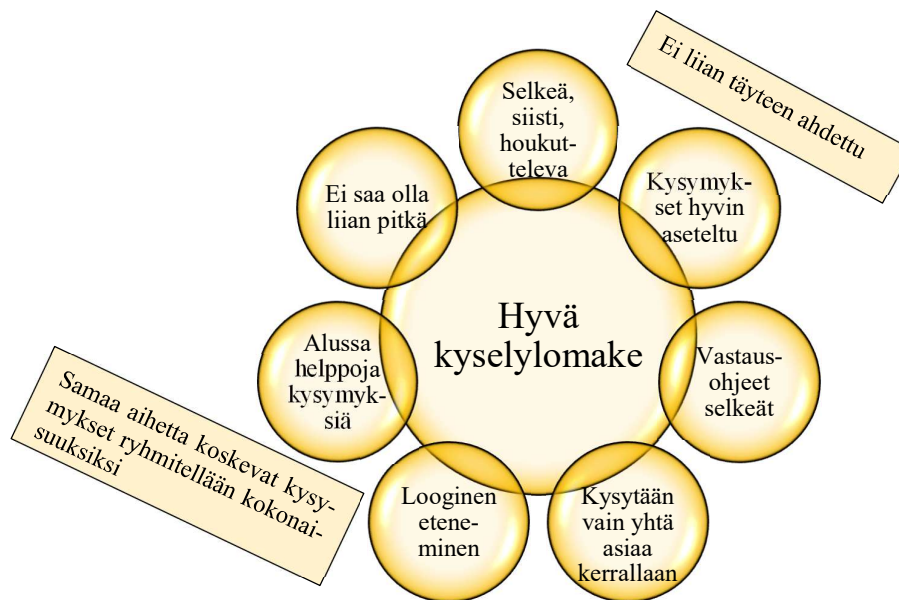 Ei liian täyteen ahdettu
Selkeä,
siisti,
houkut-
televa
Kysymyk-
set hyvin
aseteltu
Vastaus-
ohjeet
selkeät
Kysytään
vain yhtä
asiaa
kerrallaan
Looginen
etene-
minen
Alussa
helppoja
kysymyk-
siä
Ei saa olla
liian pitkä
Hyvä
kyselylomake
Samaa aihetta koskevat kysy-
mykset ryhmitellään kokonai-
suuksiksi